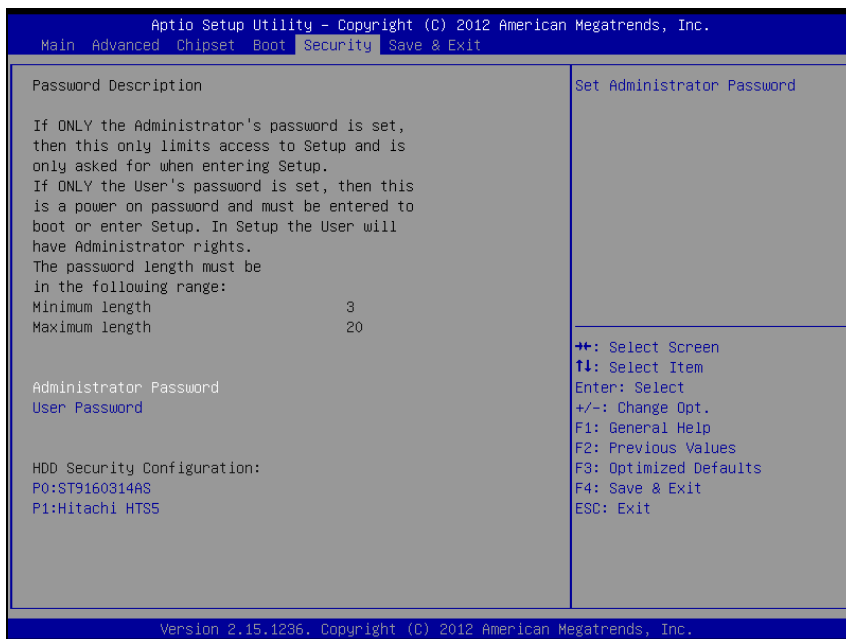 Aptio Setup Utility – Copyright (C) 2012 American Megatrends, Inc.
Main Advanced Chipset Boot Security Save & Exit
Password Description
If ONLY the Administrator's password is set,
then this only limits access to Setup and is
only asked for when entering Setup.
If ONLY the User's password is set, then this
is a power on password and must be entered to
boot or enter Setup. In Setup the User will
have Administrator rights.
The password length must be
in the following range:
Minimum length 3
Maximum length 20
Administrator Password
User Password
HDD Security Configuration:
P0:ST9160314AS
P1:Hitachi HTS5
Set Administrator Password
→←: Select Screen
↑↓: Select Item
Enter: Select
+/-: Change Opt.
F1: General Help
F2: Previous Values
F3: Optimized Defaults
F4: Save & Exit
ESC: Exit
Version 2.15.1236. Copyright (C) 2012 American Megatrends, Inc.